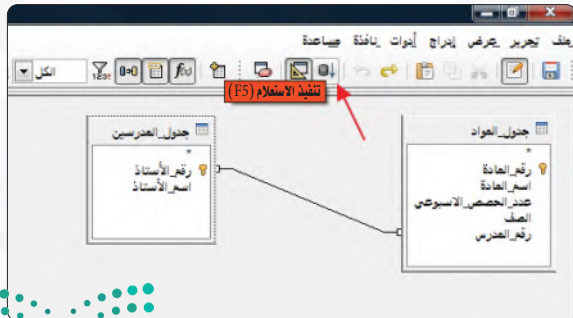 ملف تحرير عرض إدراج أدوات نافذة مساعدة
الكل
تنفيذ الاستعلام (F5)
جدول_المواد
*
رقم_المادة
اسم_المادة
عدد_الحصص_الاسبوعي
الصف
رقم_المدرس
جدول_المدرسين
*
رقم_الأستاذ
اسم_الأستاذ